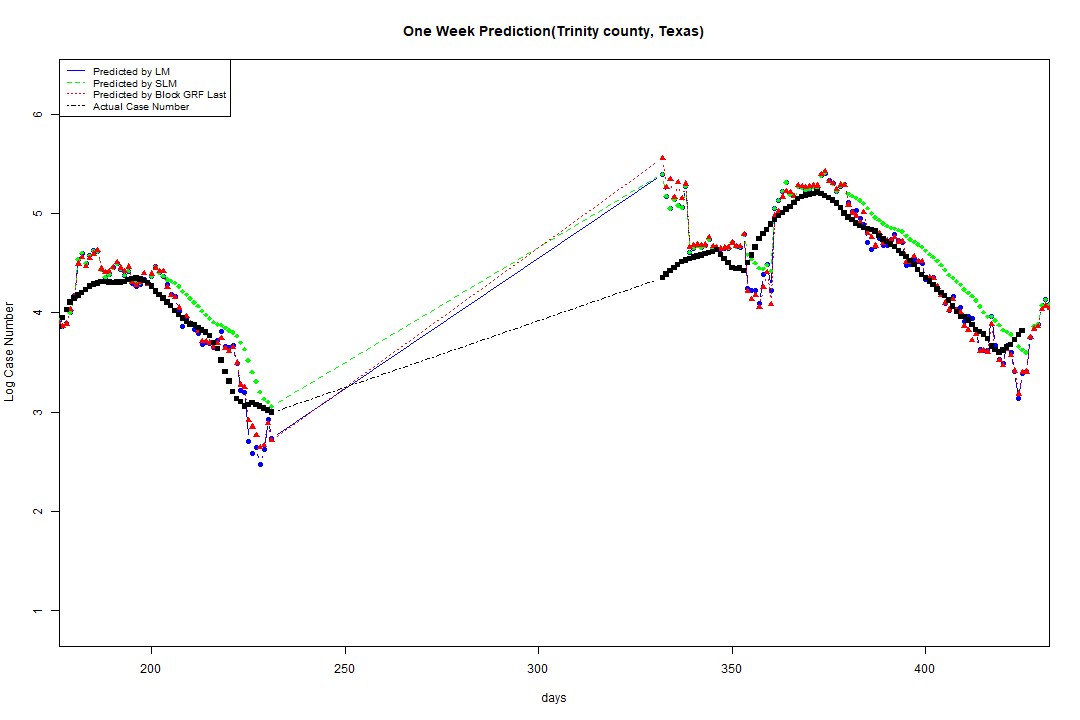 One Week Prediction(Trinity county, Texas)
Predicted by LM
Predicted by SLM
Predicted by Block GRF Last
Actual Case Number
6
5
4
3
2
1
Log Case Number
200 250 300 350 400
days